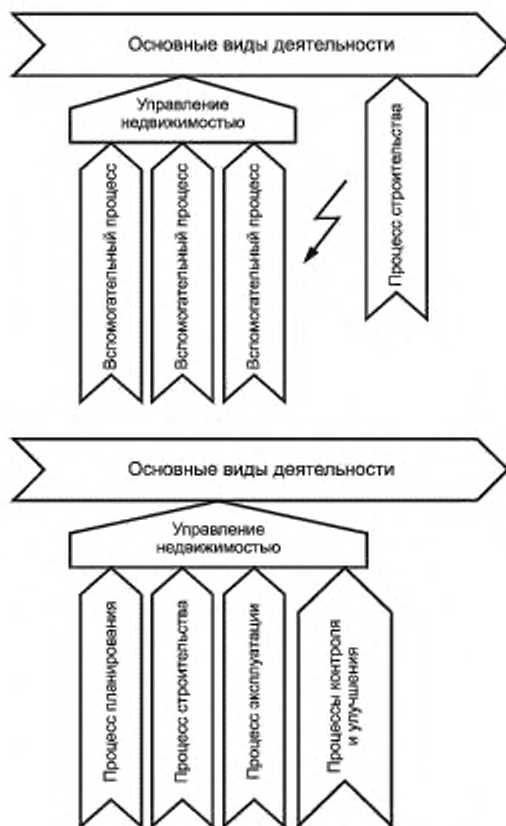 Основные виды деятельности
Управление
недвижимостью
Вспомогательный процесс
Вспомогательный процесс
Вспомогательный процесс
Процесс строительства
Основные виды деятельности
Управление
недвижимостью
Процесс планирования
Процесс строительства
Процесс эксплуатации
Процессы контроля
и улучшения